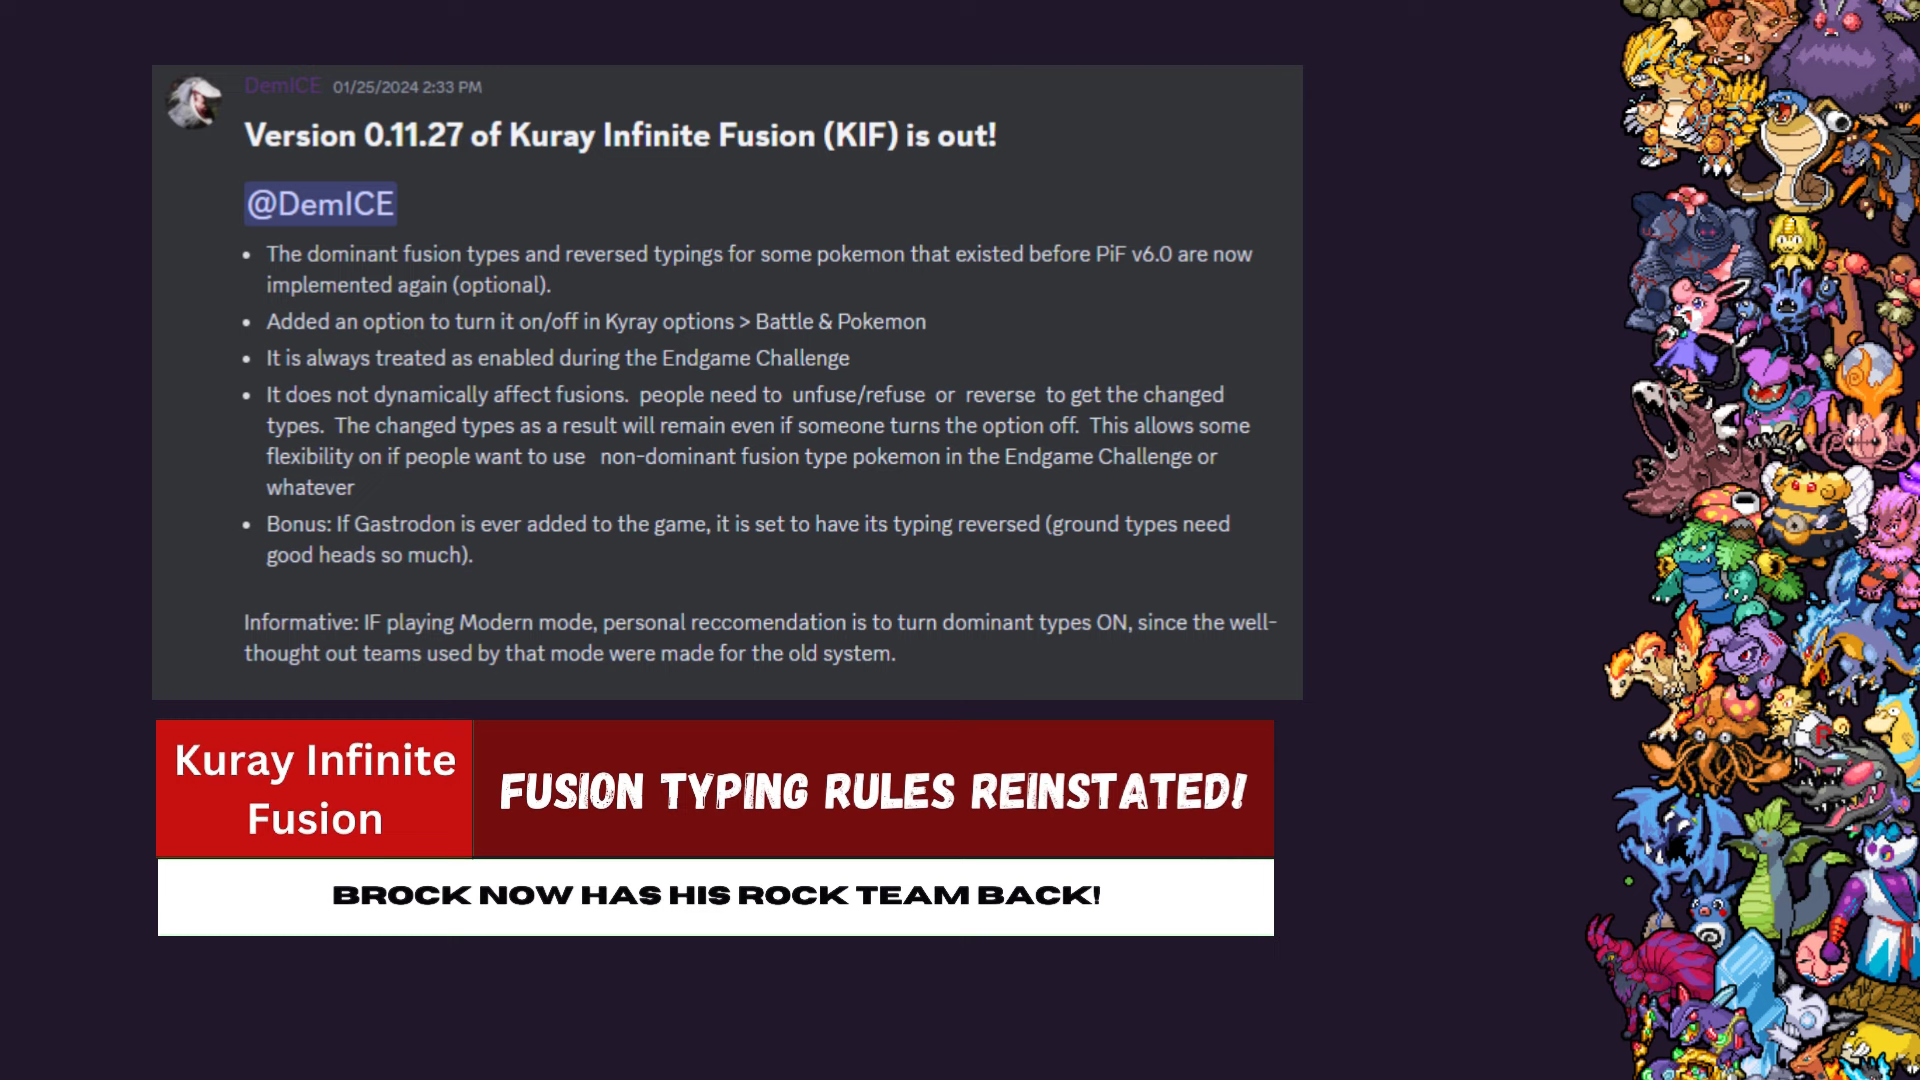 DemICE 01/25/2024 2:33 PM
Version 0.11.27 of Kuray Infinite Fusion (KIF) is out!
@DemICE
• The dominant fusion types and reversed typings for some pokemon that existed before PiF v6.0 are now
implemented again (optional).
• Added an option to turn it on/off in Kyray options > Battle & Pokemon
• It is always treated as enabled during the Endgame Challenge
• It does not dynamically affect fusions. people need to unfuse/refuse or reverse to get the changed
types. The changed types as a result will remain even if someone turns the option off. This allows some
flexibility on if people want to use non-dominant fusion type pokemon in the Endgame Challenge or
whatever
• Bonus: If Gastrodon is ever added to the game, it is set to have its typing reversed (ground types need
good heads so much).
Informative: IF playing Modern mode, personal reccomendation is to turn dominant types ON, since the well-
thought out teams used by that mode were made for the old system.
Kuray Infinite
Fusion
FUSION TYPING RULES REINSTATED!
BROCK NOW HAS HIS ROCK TEAM BACK!